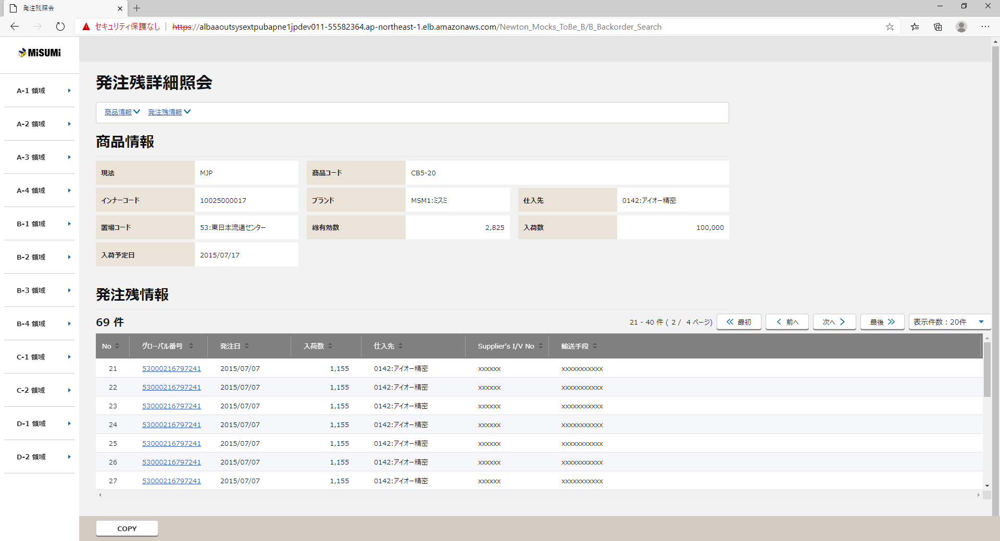 発注残照会
セキュリティ保護なし | https://albaaoutsysextpubapne1jpdev011-55582364.ap-northeast-1.elb.amazonaws.com/Newton_Mocks_ToBe_B/B_Backorder_Search
MiSUMi
A-1 領域
A-2 領域
A-3 領域
A-4 領域
B-1 領域
B-2 領域
B-3 領域
B-4 領域
C-1 領域
C-2 領域
D-1 領域
D-2 領域
発注残詳細照会
商品情報 発注残情報
商品情報
現法 MJP 商品コード CB5-20
インナーコード 10025000017 ブランド MSM1:ミスミ 仕入先 0142:アイオー精密
置場コード 53:東日本流通センター 総有効数 2,825 入荷数 100,000
入荷予定日 2015/07/17
発注残情報
69 件 21 - 40 件 ( 2 / 4 ページ) 最初 前へ 次へ 最後 表示件数：20件
No グローバル番号 発注日 入荷数 仕入先 Supplier's I/V No 輸送手段
21 53000216797241 2015/07/07 1,155 0142:アイオー精密 xxxxxx xxxxxxxxxxx
22 53000216797241 2015/07/07 1,155 0142:アイオー精密 xxxxxx xxxxxxxxxxx
23 53000216797241 2015/07/07 1,155 0142:アイオー精密 xxxxxx xxxxxxxxxxx
24 53000216797241 2015/07/07 1,155 0142:アイオー精密 xxxxxx xxxxxxxxxxx
25 53000216797241 2015/07/07 1,155 0142:アイオー精密 xxxxxx xxxxxxxxxxx
26 53000216797241 2015/07/07 1,155 0142:アイオー精密 xxxxxx xxxxxxxxxxx
27 53000216797241 2015/07/07 1,155 0142:アイオー精密 xxxxxx xxxxxxxxxxx
COPY